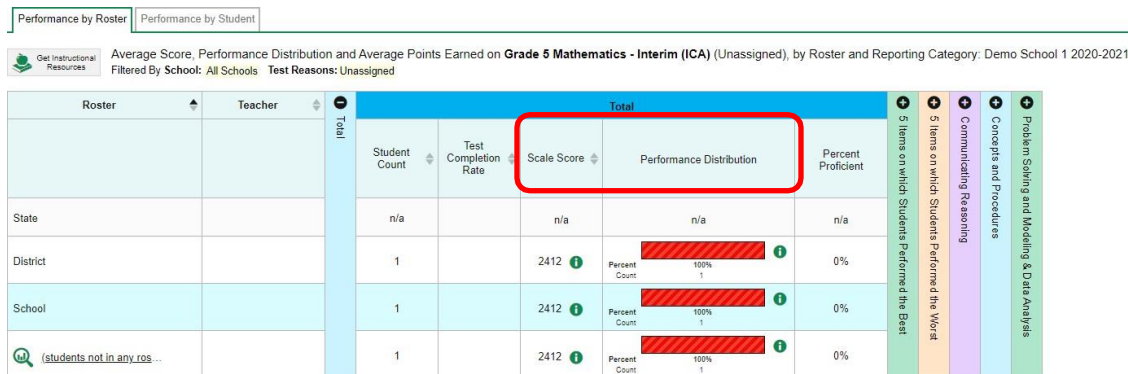 Performance by Roster
Performance by Student
Get Instructional
Resources
Average Score, Performance Distribution and Average Points Earned on Grade 5 Mathematics - Interim (ICA) (Unassigned), by Roster and Reporting Category: Demo School 1 2020-2021
Filtered By School: All Schools Test Reasons: Unassigned
Roster
Teacher
Total
Total
Student
Count
Test
Completion
Rate
Scale Score
Performance Distribution
Percent
Proficient
5 Items on which Students Performed the Best
5 Items on which Students Performed the Worst
Communicating Reasoning
Concepts and Procedures
Problem Solving and Modeling & Data Analysis
State
n/a
n/a
n/a
n/a
District
1
2412
Percent 100%
Count 1
0%
School
1
2412
Percent 100%
Count 1
0%
(students not in any ros...
1
2412
Percent 100%
Count 1
0%